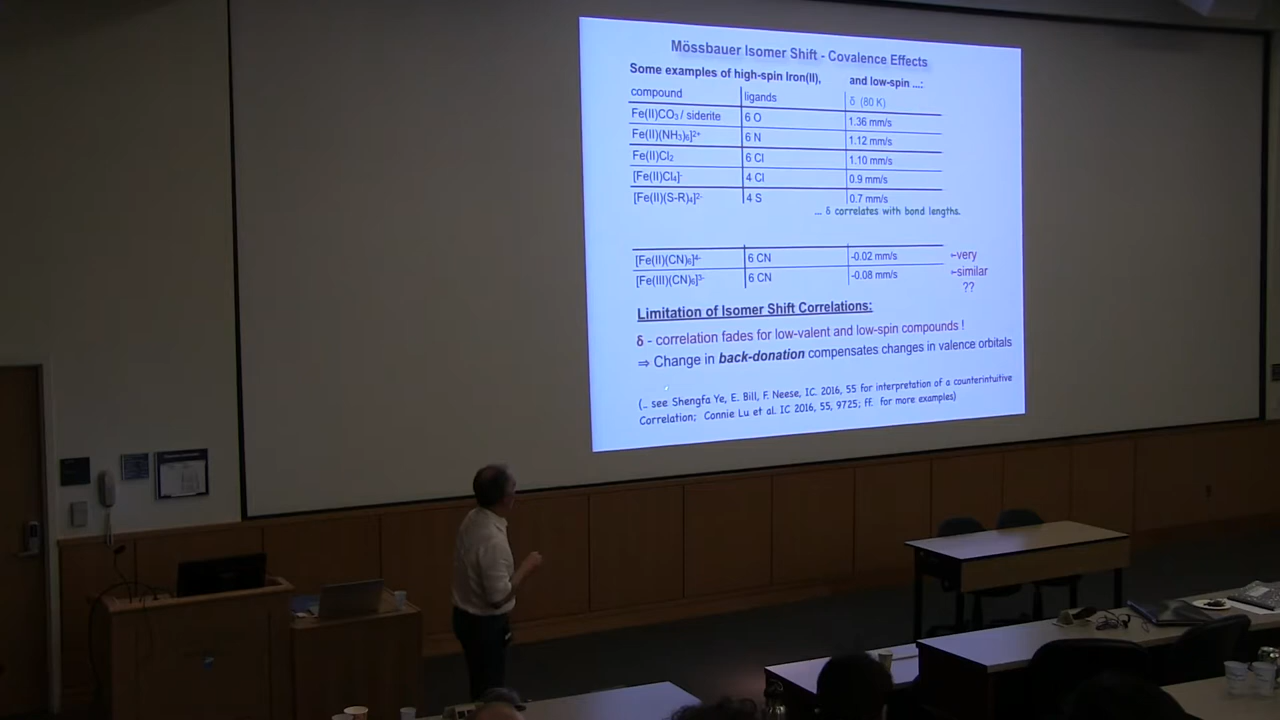 Mössbauer Isomer Shift - Covalence Effects
Some examples of high-spin Iron(II), and low-spin ...:
compound ligands δ (80 K)
Fe(II)CO₃ / siderite 6 O 1.36 mm/s
Fe(II)(NH₃)₆]²⁺ 6 N 1.12 mm/s
Fe(II)Cl₂ 6 Cl 1.10 mm/s
[Fe(II)Cl₄]⁻ 4 Cl 0.9 mm/s
[Fe(II)(S-R)₄]²⁻ 4 S 0.7 mm/s
... δ correlates with bond lengths.
[Fe(II)(CN)₆]⁴⁻ 6 CN -0.02 mm/s ←very
[Fe(III)(CN)₆]³⁻ 6 CN -0.08 mm/s ←similar
??
Limitation of Isomer Shift Correlations:
δ - correlation fades for low-valent and low-spin compounds !
⇒ Change in back-donation compensates changes in valence orbitals
(.. see Shengfa Ye, E. Bill, F. Neese, IC. 2016, 55 for interpretation of a counterintuitive
Correlation; Connie Lu et al. IC 2016, 55, 9725; ff. for more examples)